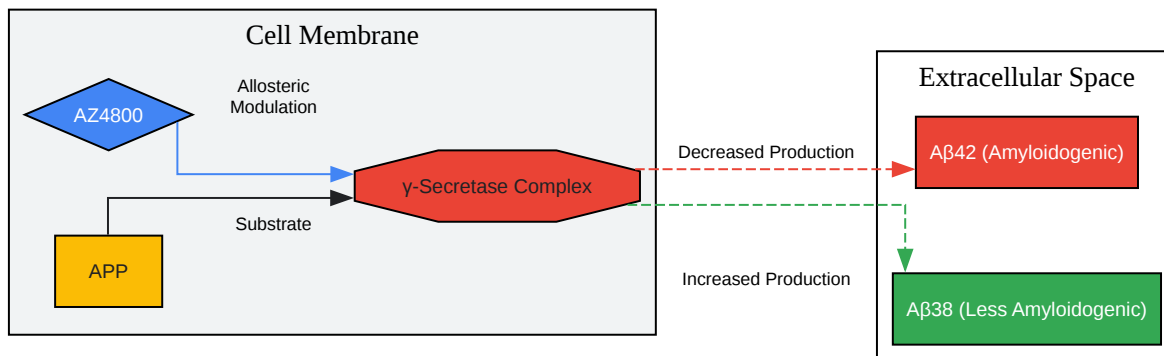 Cell Membrane
Extracellular Space
AZ4800
Allosteric
Modulation
γ-Secretase Complex
Decreased Production
Aβ42 (Amyloidogenic)
Substrate
APP
Increased Production
Aβ38 (Less Amyloidogenic)